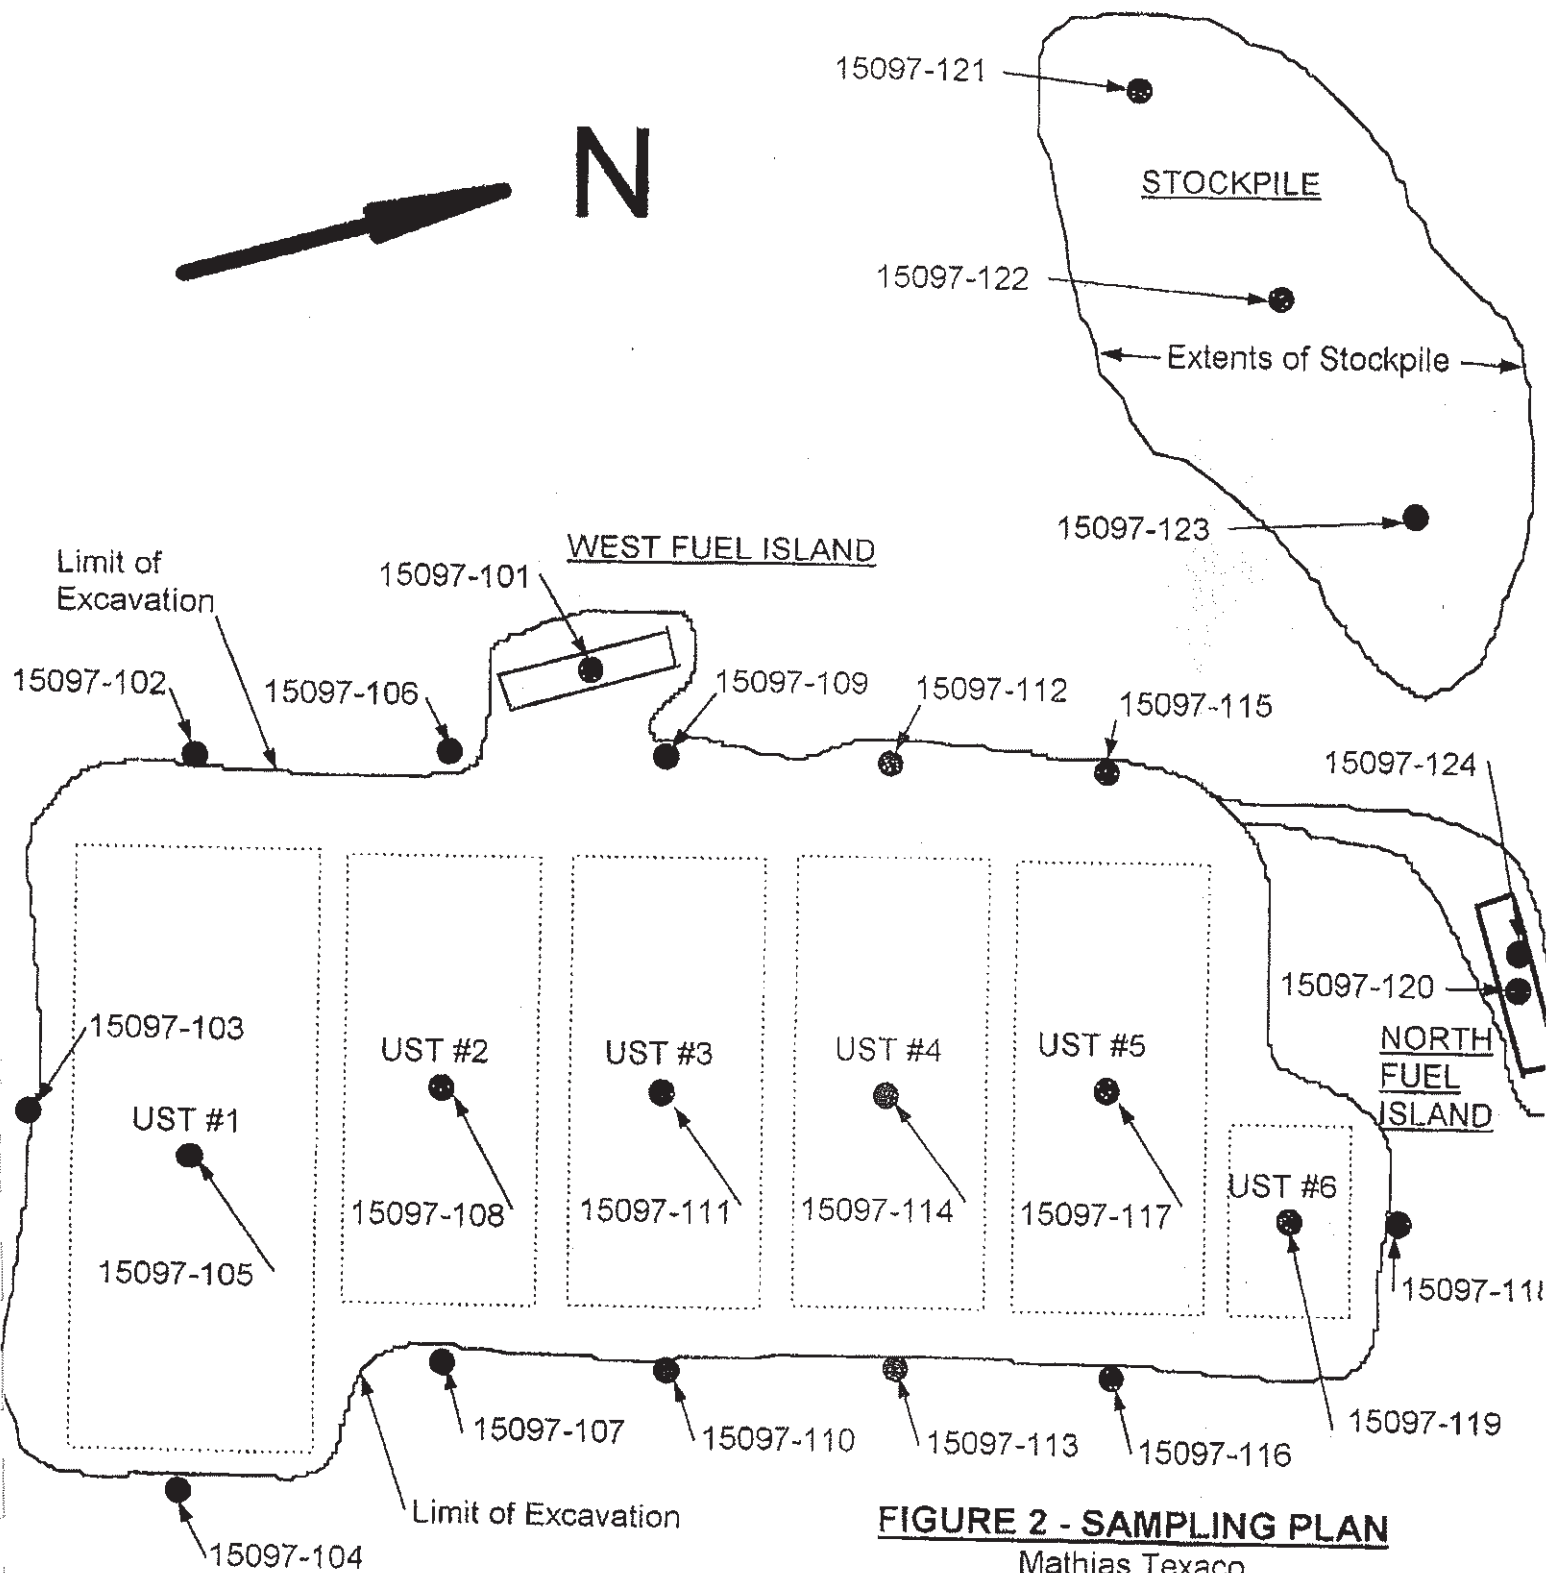 15097-121
N
STOCKPILE
15097-122
Extents of Stockpile
15097-123
WEST FUEL ISLAND
Limit of
Excavation
15097-101
15097-102
15097-106
15097-109
15097-112
15097-115
15097-124
15097-120
NORTH
FUEL
ISLAND
15097-103
UST #1
UST #2
UST #3
UST #4
UST #5
UST #6
15097-105
15097-108
15097-111
15097-114
15097-117
15097-119
15097-107
15097-110
15097-113
15097-116
Limit of Excavation
15097-104
FIGURE 2 - SAMPLING PLAN
Mathias Texaco